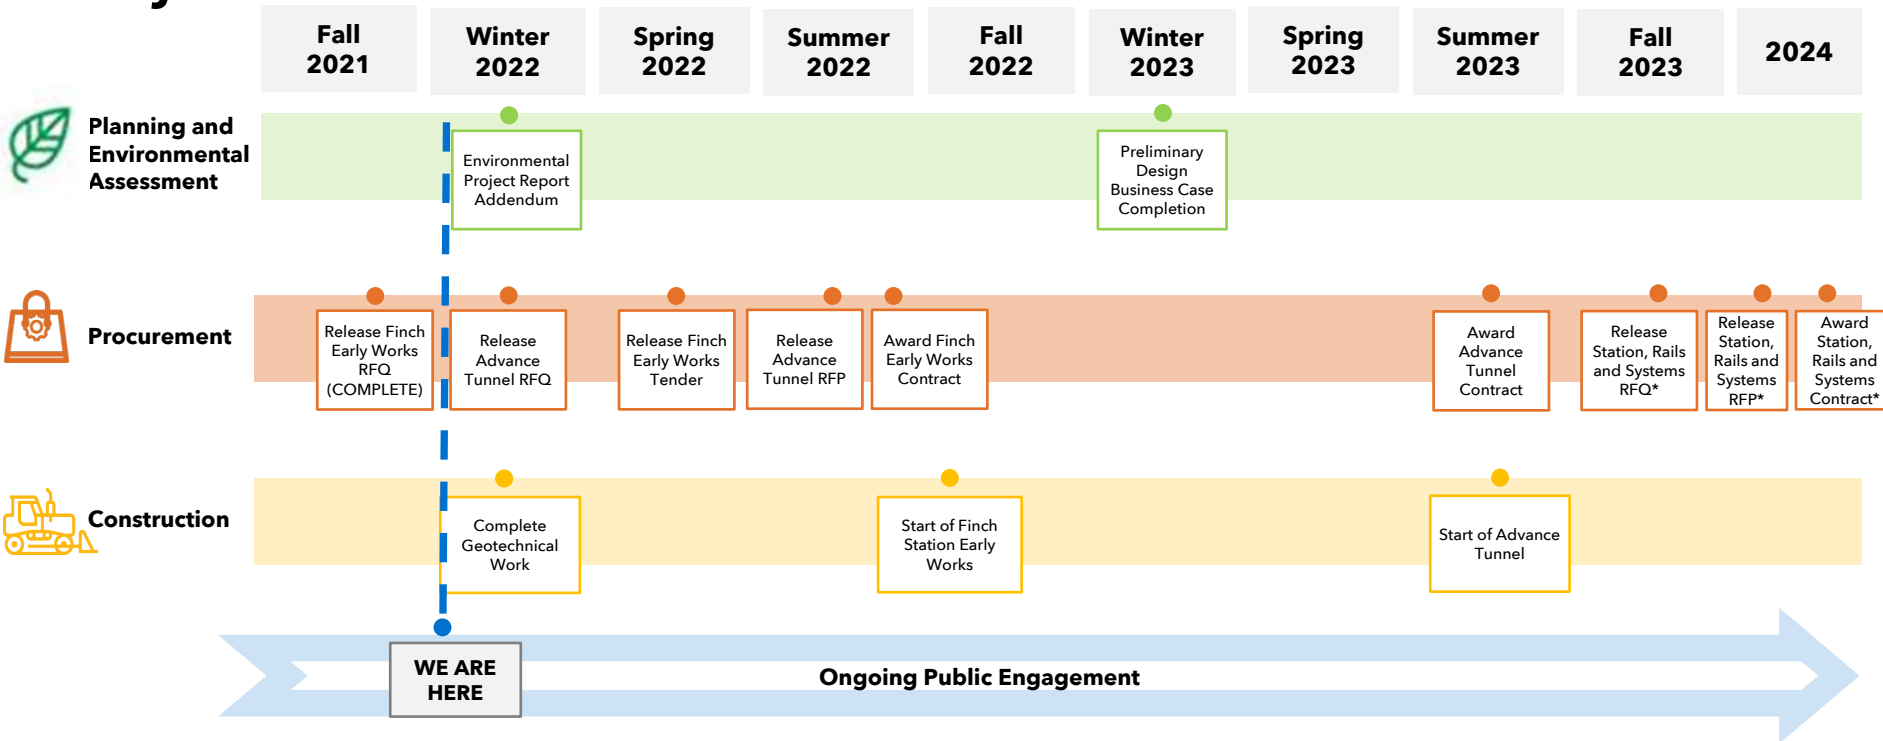 Fall
2021
Winter
2022
Spring
2022
Summer
2022
Fall
2022
Winter
2023
Spring
2023
Summer
2023
Fall
2023
2024
Planning and
Environmental
Assessment
Environmental
Project Report
Addendum
Preliminary
Design
Business Case
Completion
Procurement
Release Finch
Early Works
RFQ
(COMPLETE)
Release
Advance
Tunnel RFQ
Release Finch
Early Works
Tender
Release
Advance
Tunnel RFP
Award Finch
Early Works
Contract
Award
Advance
Tunnel
Contract
Release
Station, Rails
and Systems
RFQ*
Release
Station,
Rails and
Systems
RFP*
Award
Station,
Rails and
Systems
Contract*
Construction
Complete
Geotechnical
Work
Start of Finch
Station Early
Works
Start of Advance
Tunnel
WE ARE
HERE
Ongoing Public Engagement